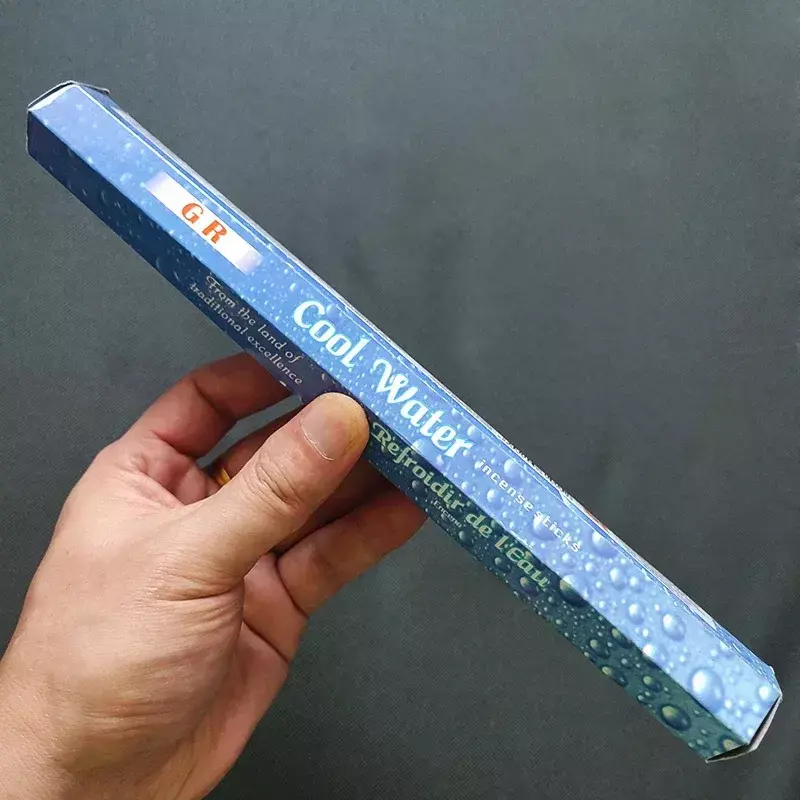 GR
From the land of
traditional excellence
Cool Water
incense sticks
Refroidir de l'Eau